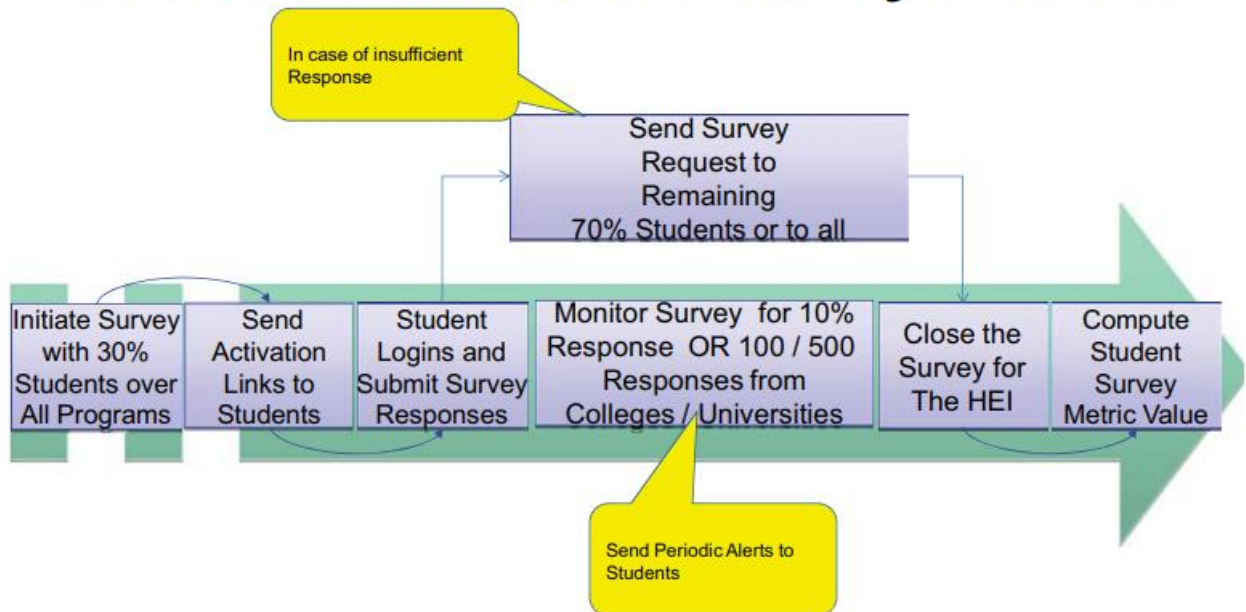 In case of insufficient
Response
Send Survey
Request to
Remaining
70% Students or to all
Initiate Survey
with 30%
Students over
All Programs
Send
Activation
Links to
Students
Student
Logins and
Submit Survey
Responses
Monitor Survey for 10%
Response OR 100 / 500
Responses from
Colleges / Universities
Close the
Survey for
The HEI
Compute
Student
Survey
Metric Value
Send Periodic Alerts to
Students